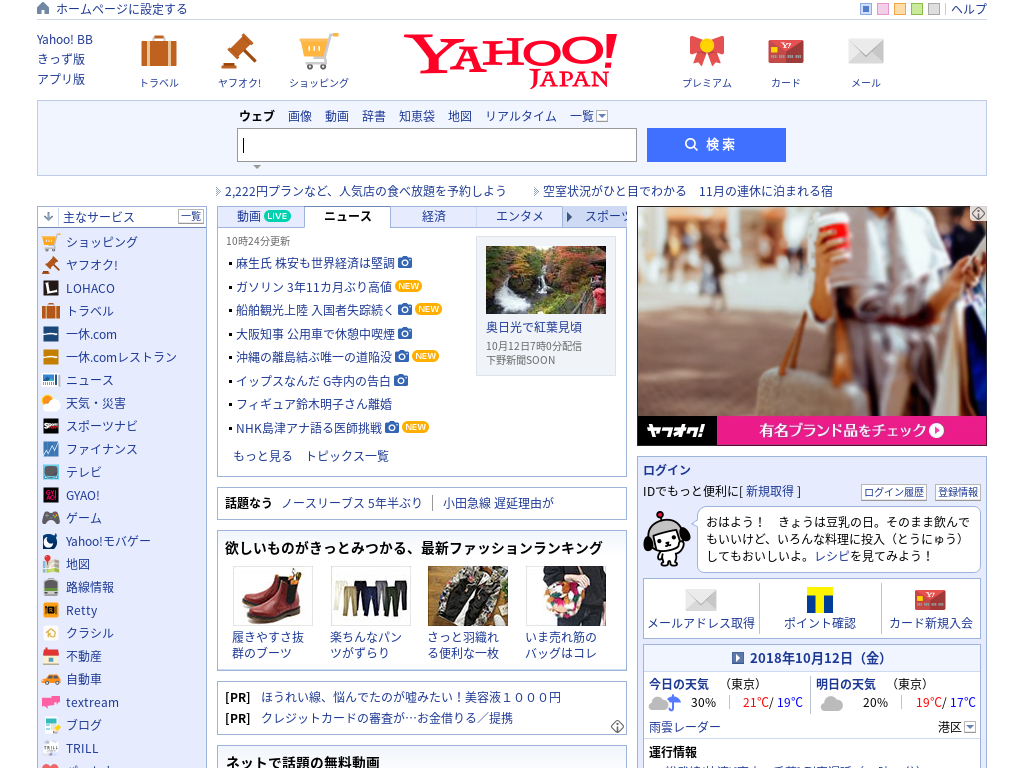 ホームページに設定する
ヘルプ
Yahoo! BB
きっず版
アプリ版
トラベル
ヤフオク!
ショッピング
YAHOO!
JAPAN
プレミアム
カード
メール
ウェブ 画像 動画 辞書 知恵袋 地図 リアルタイム 一覧
検索
2,222円プランなど、人気店の食べ放題を予約しよう
空室状況がひと目でわかる 11月の連休に泊まれる宿
主なサービス 一覧
ショッピング
ヤフオク!
LOHACO
トラベル
一休.com
一休.comレストラン
ニュース
天気・災害
スポーツナビ
ファイナンス
テレビ
GYAO!
ゲーム
Yahoo!モバゲー
地図
路線情報
Retty
クラシル
不動産
自動車
textream
ブログ
TRILL
動画 LIVE ニュース 経済 エンタメ スポーツ
10時24分更新
麻生氏 株安も世界経済は堅調
ガソリン 3年11カ月ぶり高値 NEW
船舶観光上陸 入国者失踪続く NEW
大阪知事 公用車で休憩中喫煙
沖縄の離島結ぶ唯一の道陥没 NEW
イップスなんだ G寺内の告白
フィギュア鈴木明子さん離婚
NHK島津アナ語る医師挑戦 NEW
もっと見る トピックス一覧
奥日光で紅葉見頃
10月12日7時0分配信
下野新聞SOON
話題なう ノースリーブス 5年半ぶり 小田急線 遅延理由が
欲しいものがきっとみつかる、最新ファッションランキング
履きやすさ抜
群のブーツ
楽ちんなパン
ツがずらり
さっと羽織れ
る便利な一枚
いま売れ筋の
バッグはコレ
[PR] ほうれい線、悩んでたのが嘘みたい！美容液１０００円
[PR] クレジットカードの審査が…お金借りる／提携
ネットで話題の無料動画
ヤフオク! 有名ブランド品をチェック
ログイン
IDでもっと便利に[ 新規取得 ]
ログイン履歴 登録情報
おはよう！ きょうは豆乳の日。そのまま飲んで
もいいけど、いろんな料理に投入（とうにゅう）
してもおいしいよ。レシピを見てみよう！
メールアドレス取得
ポイント確認
カード新規入会
2018年10月12日（金）
今日の天気 （東京）
30% 21℃/ 19℃
明日の天気 （東京）
20% 19℃/ 17℃
雨雲レーダー
港区
運行情報